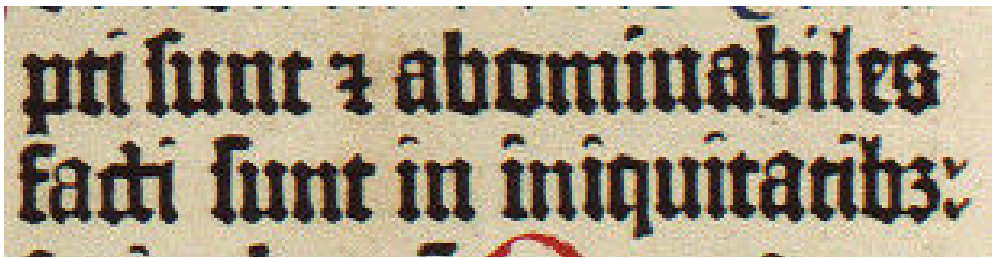 pti sunt ⁊ abominabiles
facti sunt in iniquitatibꝫ